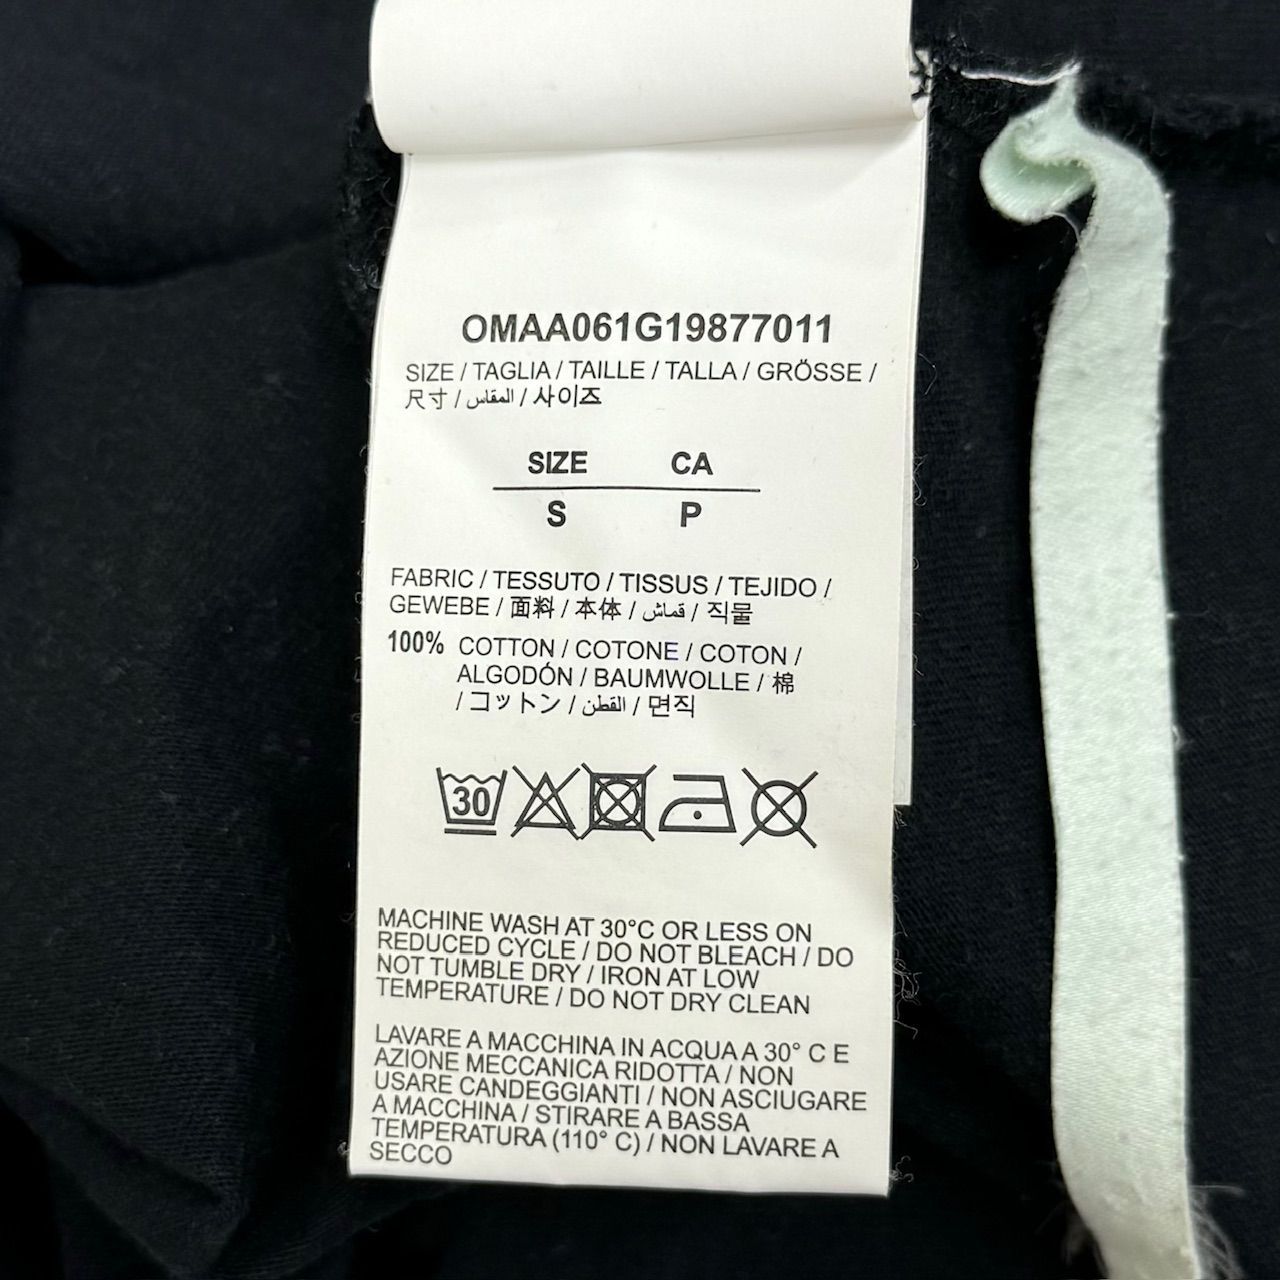 OMAA061G19877011
SIZE / TAGLIA / TAILLE / TALLA / GRÖSSE /
尺寸 / المقاس / 사이즈
SIZE CA
S P
FABRIC / TESSUTO / TISSUS / TEJIDO /
GEWEBE / 面料 / 本体 / قماش / 직물
100% COTTON / COTONE / COTON /
ALGODÓN / BAUMWOLLE / 棉
/ コットン / القطن / 면직
30
MACHINE WASH AT 30°C OR LESS ON
REDUCED CYCLE / DO NOT BLEACH / DO
NOT TUMBLE DRY / IRON AT LOW
TEMPERATURE / DO NOT DRY CLEAN
LAVARE A MACCHINA IN ACQUA A 30° C E
AZIONE MECCANICA RIDOTTA / NON
USARE CANDEGGIANTI / NON ASCIUGARE
A MACCHINA / STIRARE A BASSA
TEMPERATURA (110° C) / NON LAVARE A
SECCO